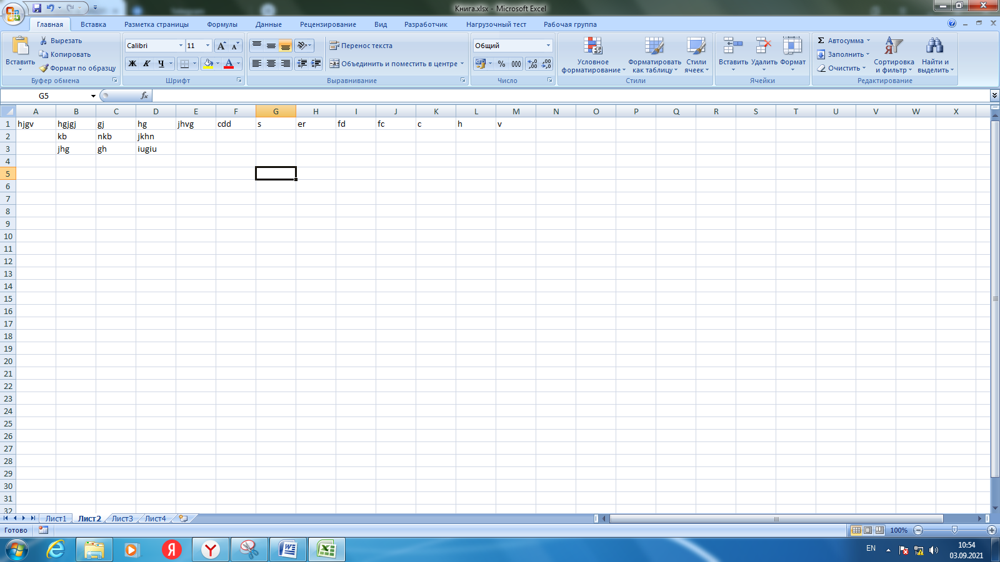 Книга.xlsx - Microsoft Excel
Главная Вставка Разметка страницы Формулы Данные Рецензирование Вид Разработчик Нагрузочный тест Рабочая группа
Вставить
Вырезать
Копировать
Формат по образцу
Буфер обмена
Calibri 11
Ж К Ч
Шрифт
Перенос текста
Объединить и поместить в центре
Выравнивание
Общий
% 000 ,00 ,00
Число
Условное форматирование
Форматировать как таблицу
Стили ячеек
Стили
Вставить Удалить Формат
Ячейки
Σ Автосумма
Заполнить
Очистить
Сортировка и фильтр
Найти и выделить
Редактирование
G5 fx
A B C D E F G H I J K L M N O P Q R S T U V W X
1 hjgv hgjgj gj hg jhvg cdd s er fd fc c h v
2 kb nkb jkhn
3 jhg gh iugiu
4
5
6
7
8
9
10
11
12
13
14
15
16
17
18
19
20
21
22
23
24
25
26
27
28
29
30
31
32
Лист1 Лист2 Лист3 Лист4
Готово 100%
EN 10:54
03.09.2021